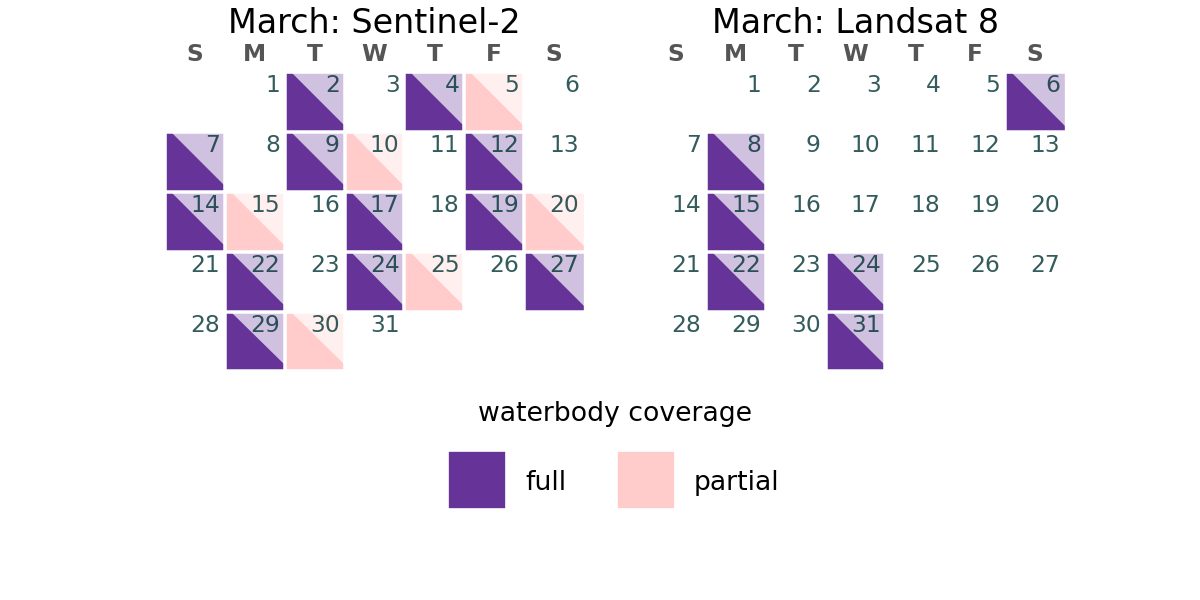 March: Sentinel-2
S M T W T F S
1 2 3 4 5 6
7 8 9 10 11 12 13
14 15 16 17 18 19 20
21 22 23 24 25 26 27
28 29 30 31
March: Landsat 8
S M T W T F S
1 2 3 4 5 6
7 8 9 10 11 12 13
14 15 16 17 18 19 20
21 22 23 24 25 26 27
28 29 30 31
waterbody coverage
full partial